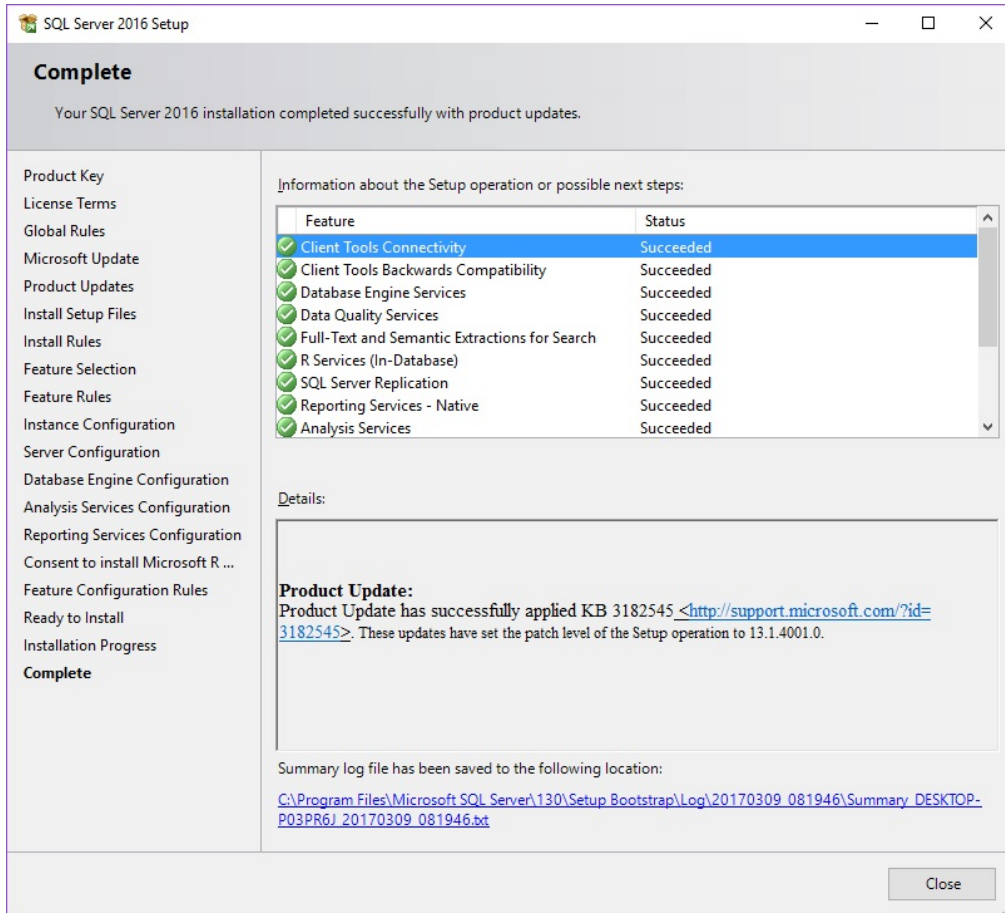 SQL Server 2016 Setup
Complete
Your SQL Server 2016 installation completed successfully with product updates.
Product Key
License Terms
Global Rules
Microsoft Update
Product Updates
Install Setup Files
Install Rules
Feature Selection
Feature Rules
Instance Configuration
Server Configuration
Database Engine Configuration
Analysis Services Configuration
Reporting Services Configuration
Consent to install Microsoft R ...
Feature Configuration Rules
Ready to Install
Installation Progress
Complete
Information about the Setup operation or possible next steps:
Feature Status
Client Tools Connectivity Succeeded
Client Tools Backwards Compatibility Succeeded
Database Engine Services Succeeded
Data Quality Services Succeeded
Full-Text and Semantic Extractions for Search Succeeded
R Services (In-Database) Succeeded
SQL Server Replication Succeeded
Reporting Services - Native Succeeded
Analysis Services Succeeded
Details:
Product Update:
Product Update has successfully applied KB 3182545 <http://support.microsoft.com/?id=
3182545>. These updates have set the patch level of the Setup operation to 13.1.4001.0.
Summary log file has been saved to the following location:
C:\Program Files\Microsoft SQL Server\130\Setup Bootstrap\Log\20170309_081946\Summary_DESKTOP-
P03PR6J_20170309_081946.txt
Close